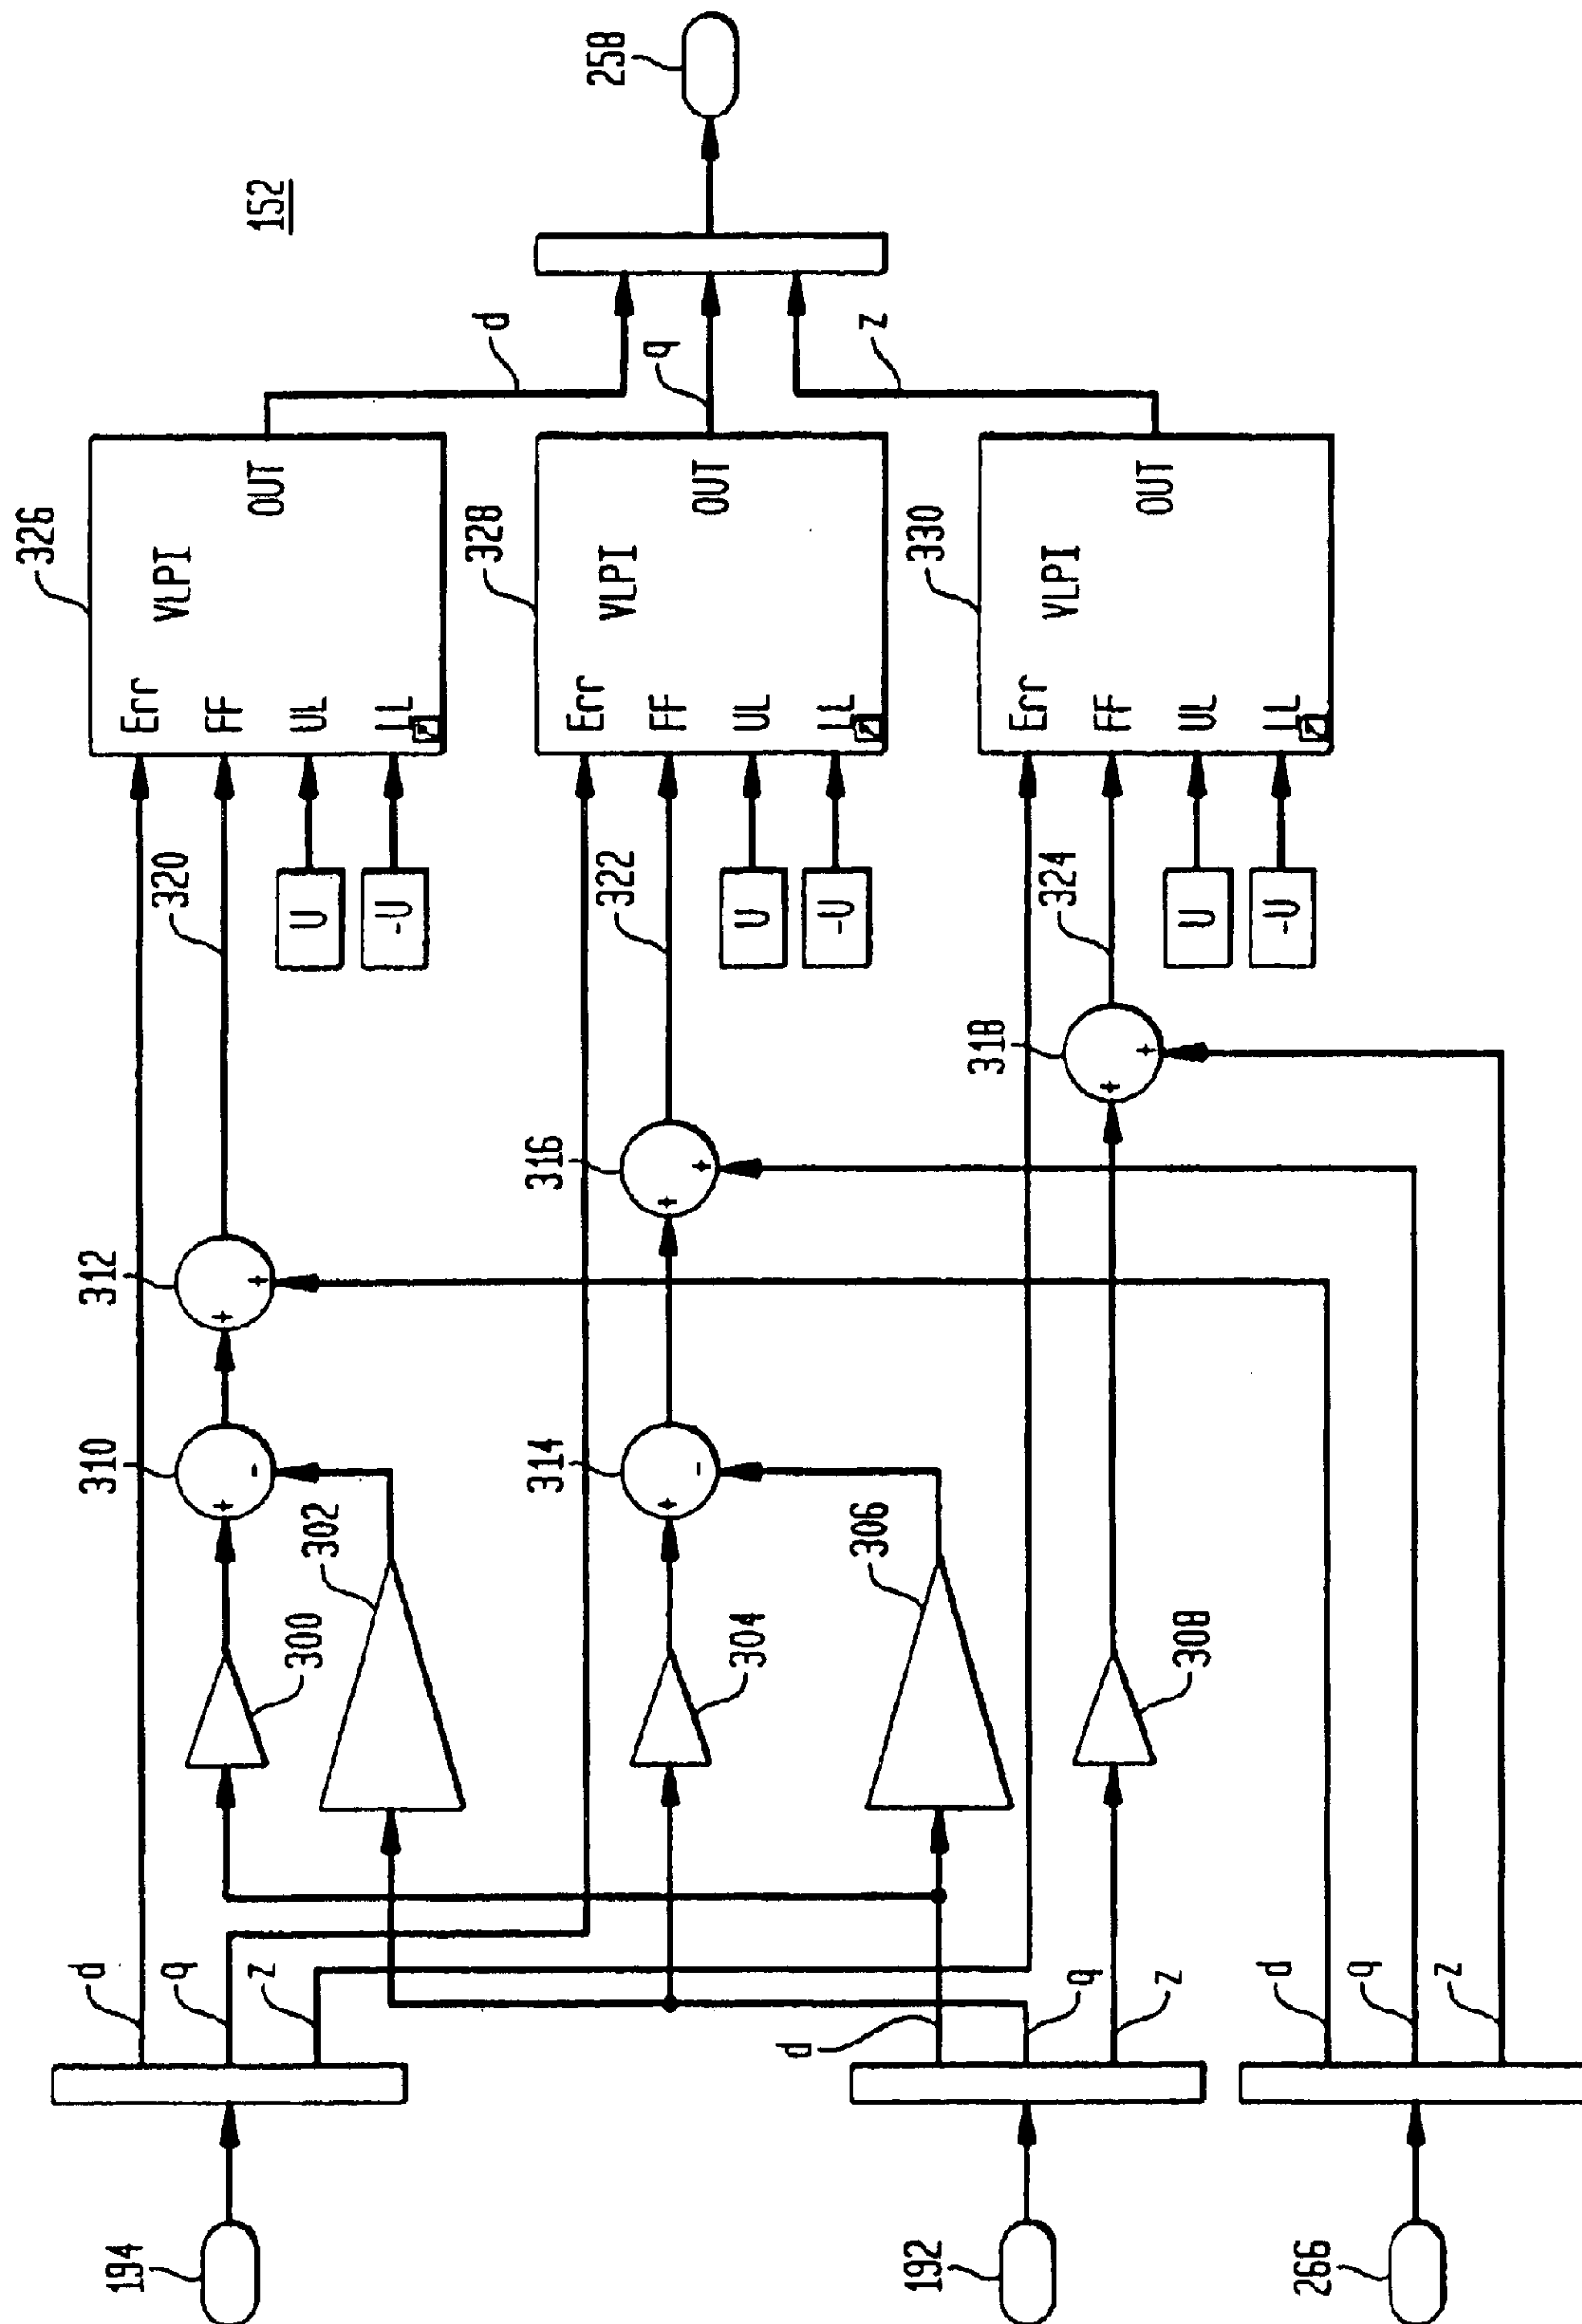 152
194
d
q
z
192
d
q
z
266
d
q
z
300
302
304
306
308
310
+
-
312
+
+
314
+
-
316
+
+
318
+
+
320
322
324
U
-U
U
-U
U
-U
326
Err
FF
UL
LL
VLPI
OUT
328
Err
FF
UL
LL
VLPI
OUT
330
Err
FF
UL
LL
VLPI
OUT
d
q
z
258